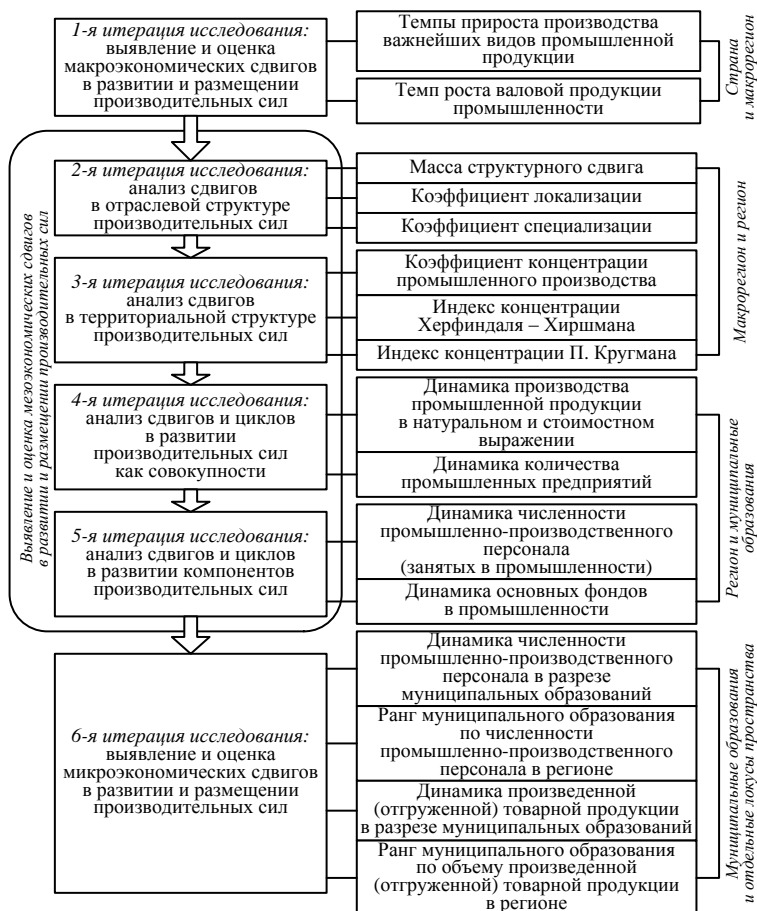 1-я итерация исследования:
выявление и оценка
макроэкономических сдвигов
в развитии и размещении
производительных сил
Темпы прироста производства
важнейших видов промышленной
продукции
Темп роста валовой продукции
промышленности
Страна
и макрорегион
Выявление и оценка мезоэкономических сдвигов
в развитии и размещении производительных сил
2-я итерация исследования:
анализ сдвигов
в отраслевой структуре
производительных сил
Масса структурного сдвига
Коэффициент локализации
Коэффициент специализации
3-я итерация исследования:
анализ сдвигов
в территориальной структуре
производительных сил
Коэффициент концентрации
промышленного производства
Индекс концентрации
Херфиндаля – Хиршмана
Индекс концентрации П. Кругмана
Макрорегион и регион
4-я итерация исследования:
анализ сдвигов и циклов
в развитии
производительных сил
как совокупности
Динамика производства
промышленной продукции
в натуральном и стоимостном
выражении
Динамика количества
промышленных предприятий
5-я итерация исследования:
анализ сдвигов и циклов
в развитии компонентов
производительных сил
Динамика численности
промышленно-производственного
персонала
(занятых в промышленности)
Динамика основных фондов
в промышленности
Регион и муниципальные
образования
6-я итерация исследования:
выявление и оценка
микроэкономических сдвигов
в развитии и размещении
производительных сил
Динамика численности
промышленно-производственного
персонала в разрезе
муниципальных образований
Ранг муниципального образования
по численности
промышленно-производственного
персонала в регионе
Динамика произведенной
(отгруженной) товарной продукции
в разрезе муниципальных образований
Ранг муниципального образования
по объему произведенной
(отгруженной) товарной продукции
в регионе
Муниципальные образования
и отдельные локусы пространства